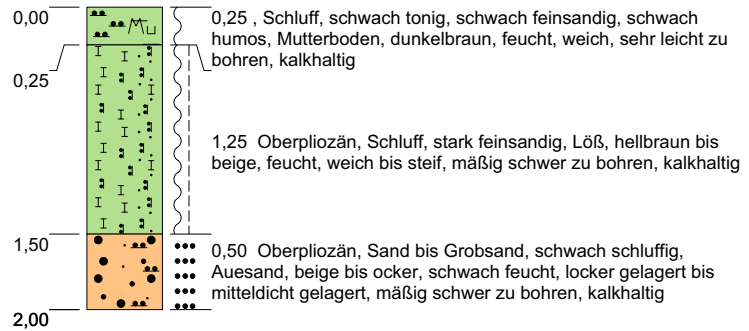 0,00
0,25 , Schluff, schwach tonig, schwach feinsandig, schwach
humos, Mutterboden, dunkelbraun, feucht, weich, sehr leicht zu
bohren, kalkhaltig
Mu
0,25
1,25 Oberpliozän, Schluff, stark feinsandig, Löß, hellbraun bis
beige, feucht, weich bis steif, mäßig schwer zu bohren, kalkhaltig
1,50
0,50 Oberpliozän, Sand bis Grobsand, schwach schluffig,
Auesand, beige bis ocker, schwach feucht, locker gelagert bis
mitteldicht gelagert, mäßig schwer zu bohren, kalkhaltig
2,00